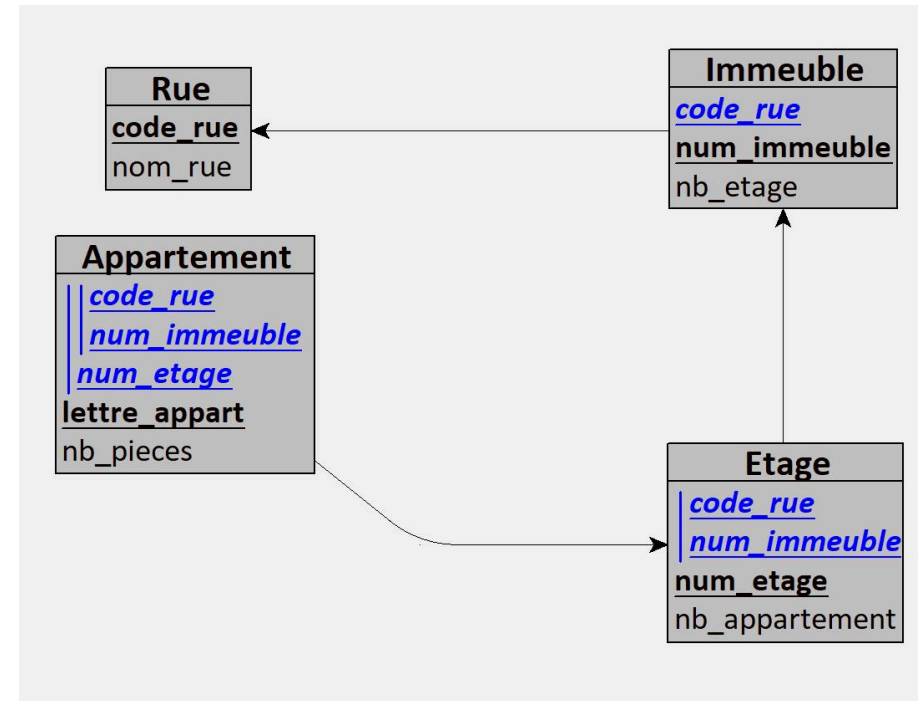 Rue
code_rue
nom_rue
Immeuble
code_rue
num_immeuble
nb_etage
Appartement
code_rue
num_immeuble
num_etage
lettre_appart
nb_pieces
Etage
code_rue
num_immeuble
num_etage
nb_appartement